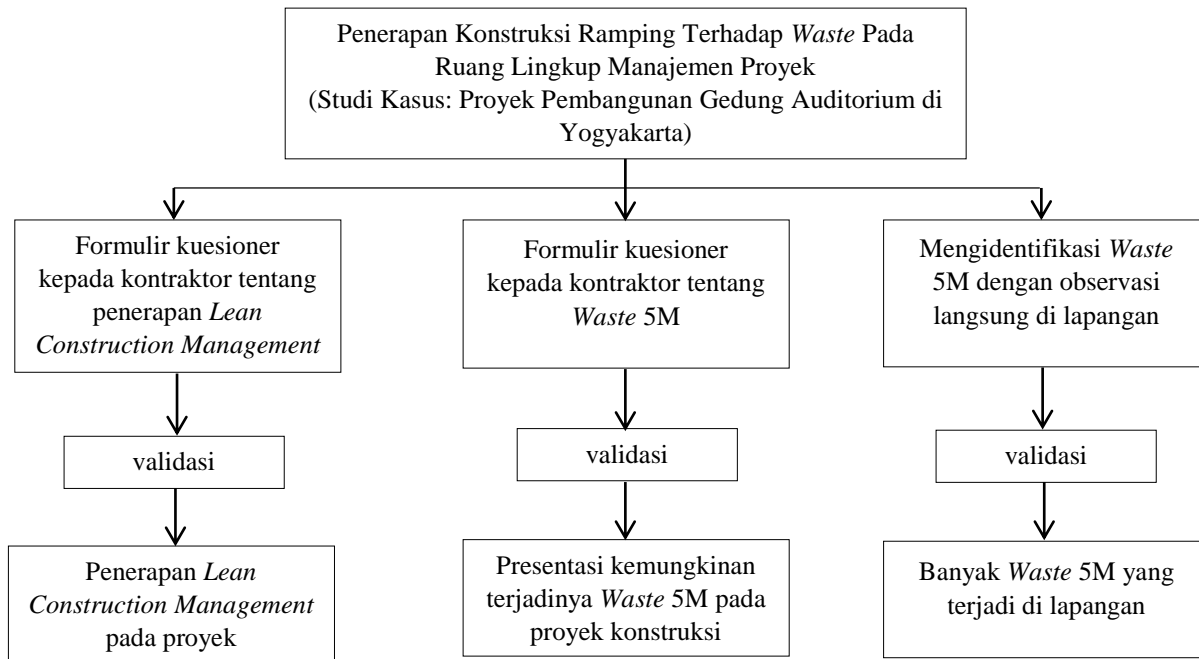 Penerapan Konstruksi Ramping Terhadap Waste Pada
Ruang Lingkup Manajemen Proyek
(Studi Kasus: Proyek Pembangunan Gedung Auditorium di
Yogyakarta)
Formulir kuesioner
kepada kontraktor tentang
penerapan Lean
Construction Management
Formulir kuesioner
kepada kontraktor tentang
Waste 5M
Mengidentifikasi Waste
5M dengan observasi
langsung di lapangan
validasi
validasi
validasi
Penerapan Lean
Construction Management
pada proyek
Presentasi kemungkinan
terjadinya Waste 5M pada
proyek konstruksi
Banyak Waste 5M yang
terjadi di lapangan